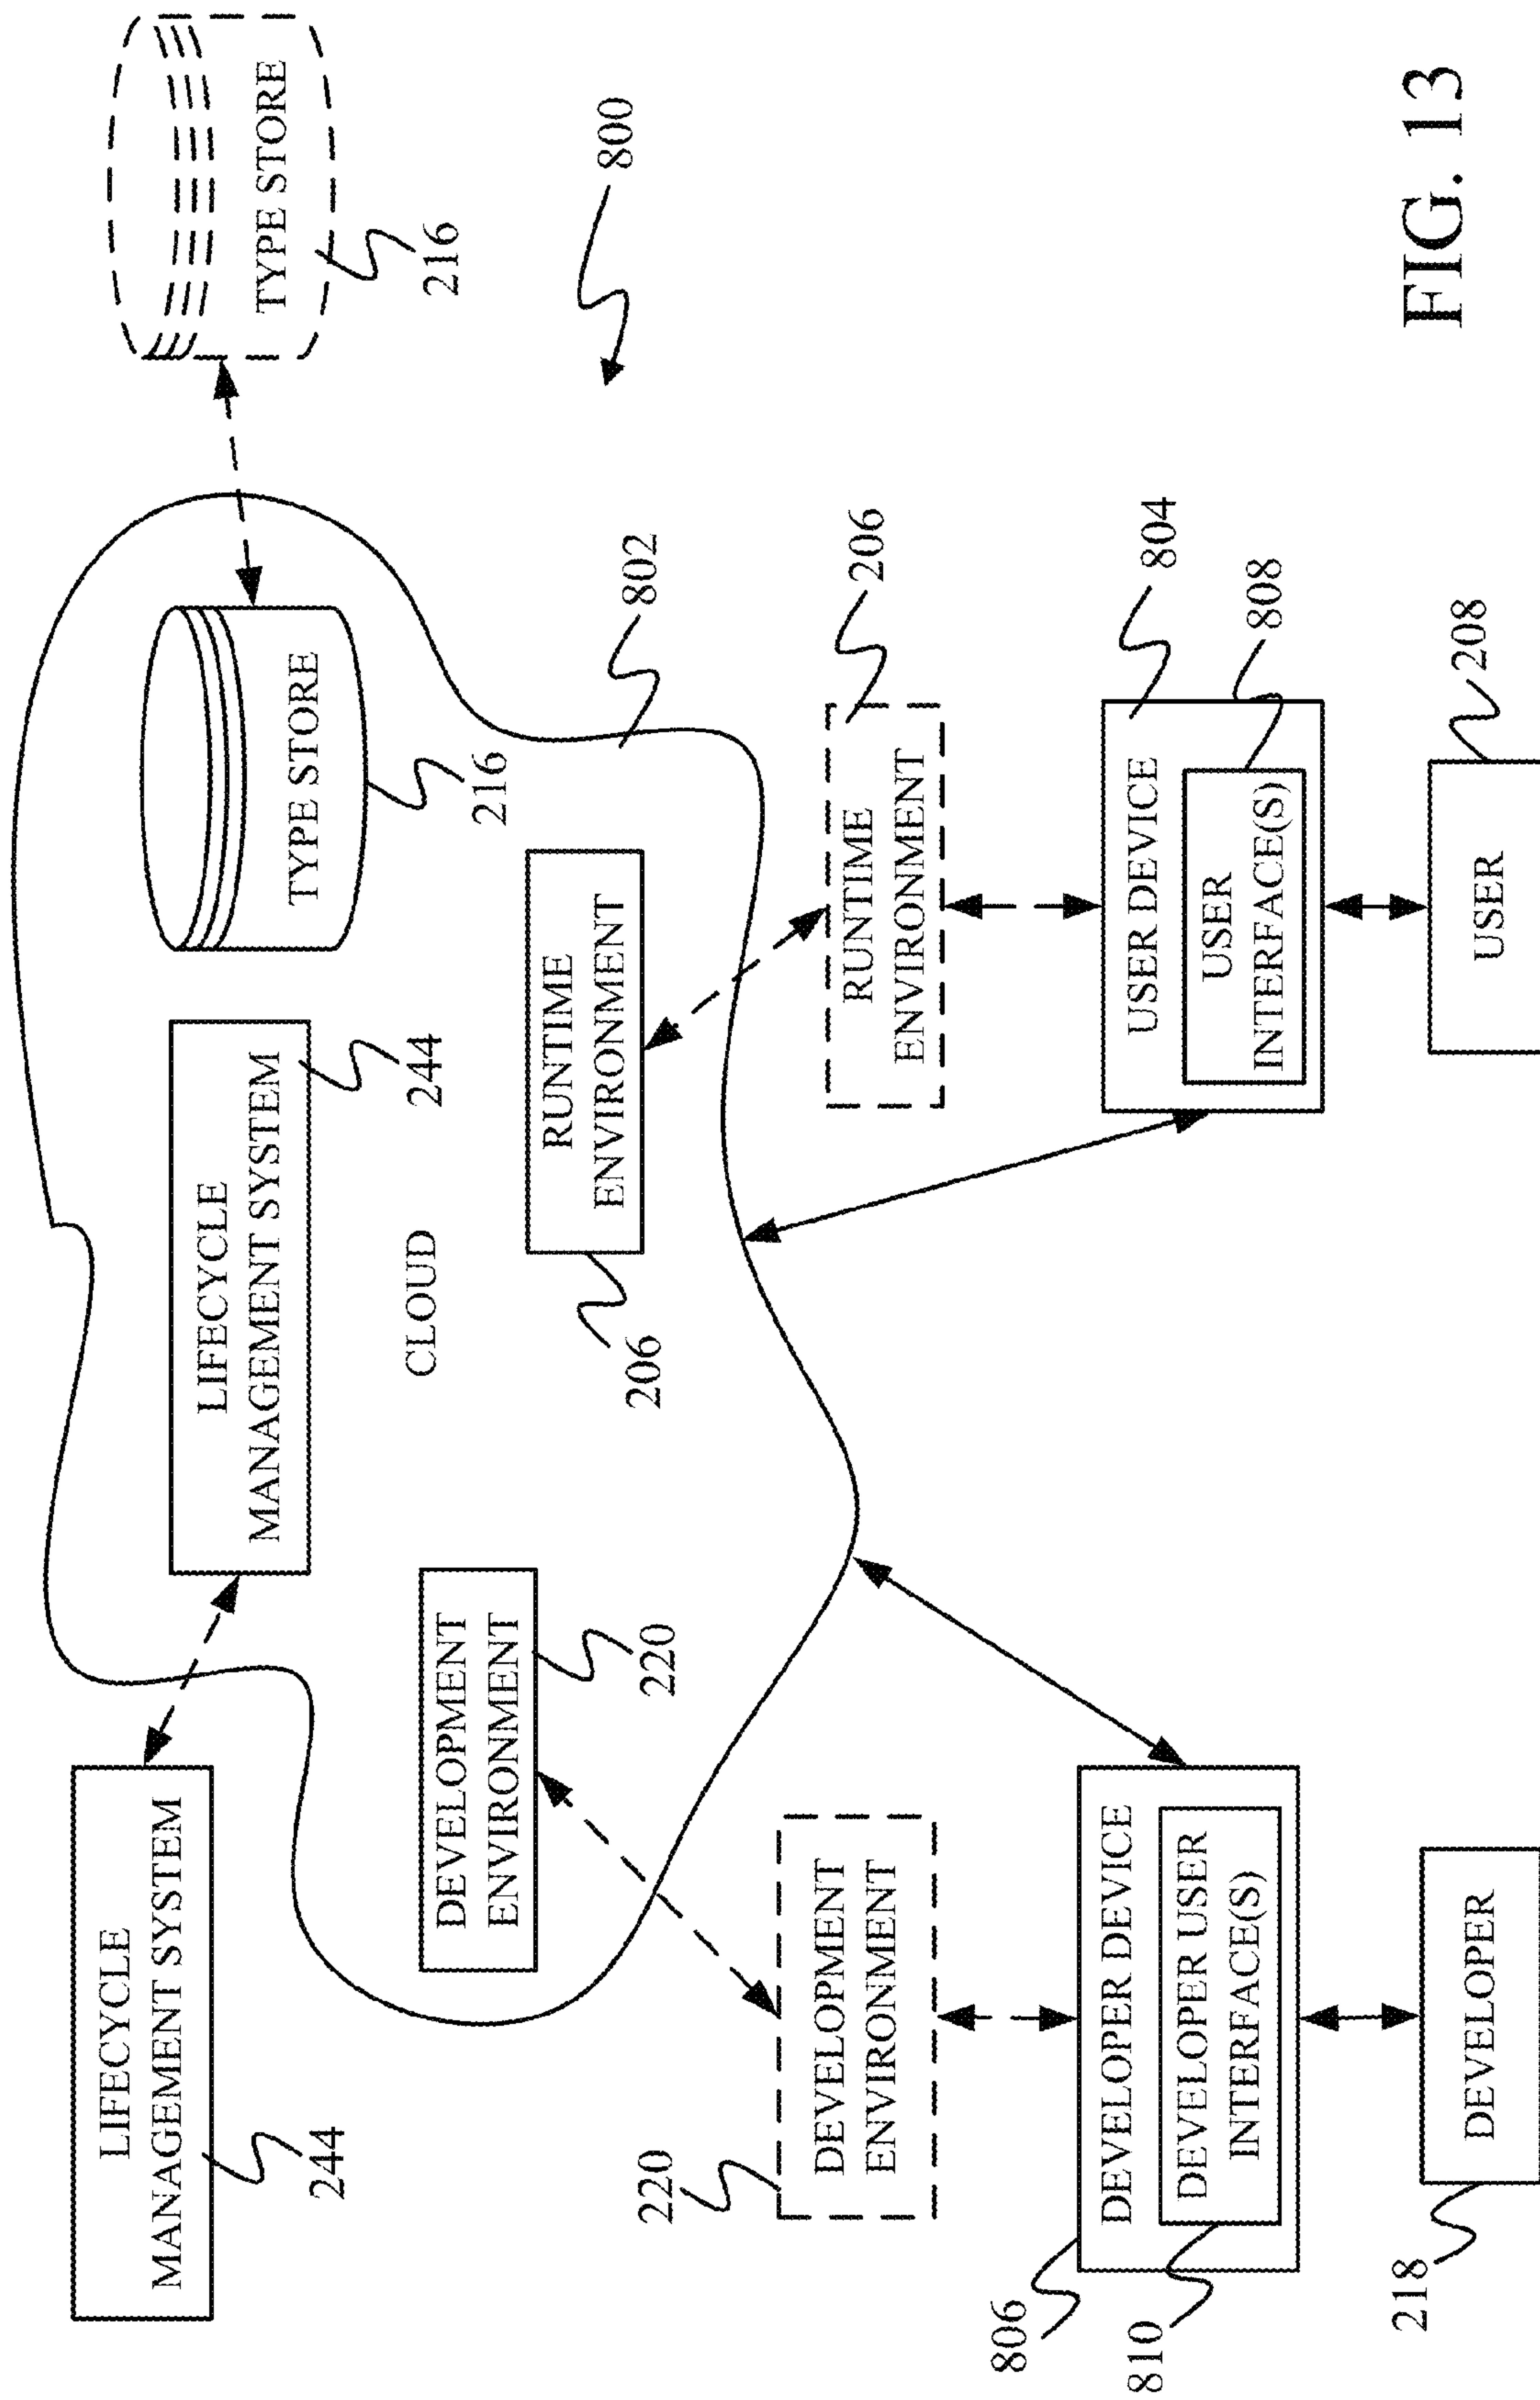 LIFECYCLE
MANAGEMENT SYSTEM
244
LIFECYCLE
MANAGEMENT SYSTEM
244
TYPE STORE
216
TYPE STORE
216
CLOUD
DEVELOPMENT
ENVIRONMENT
220
RUNTIME
ENVIRONMENT
206
802
800
220
DEVELOPMENT
ENVIRONMENT
RUNTIME
ENVIRONMENT
206
806
DEVELOPER DEVICE
810
DEVELOPER USER
INTERFACE(S)
USER DEVICE
804
USER
INTERFACE(S)
808
218
DEVELOPER
USER
208
FIG. 13